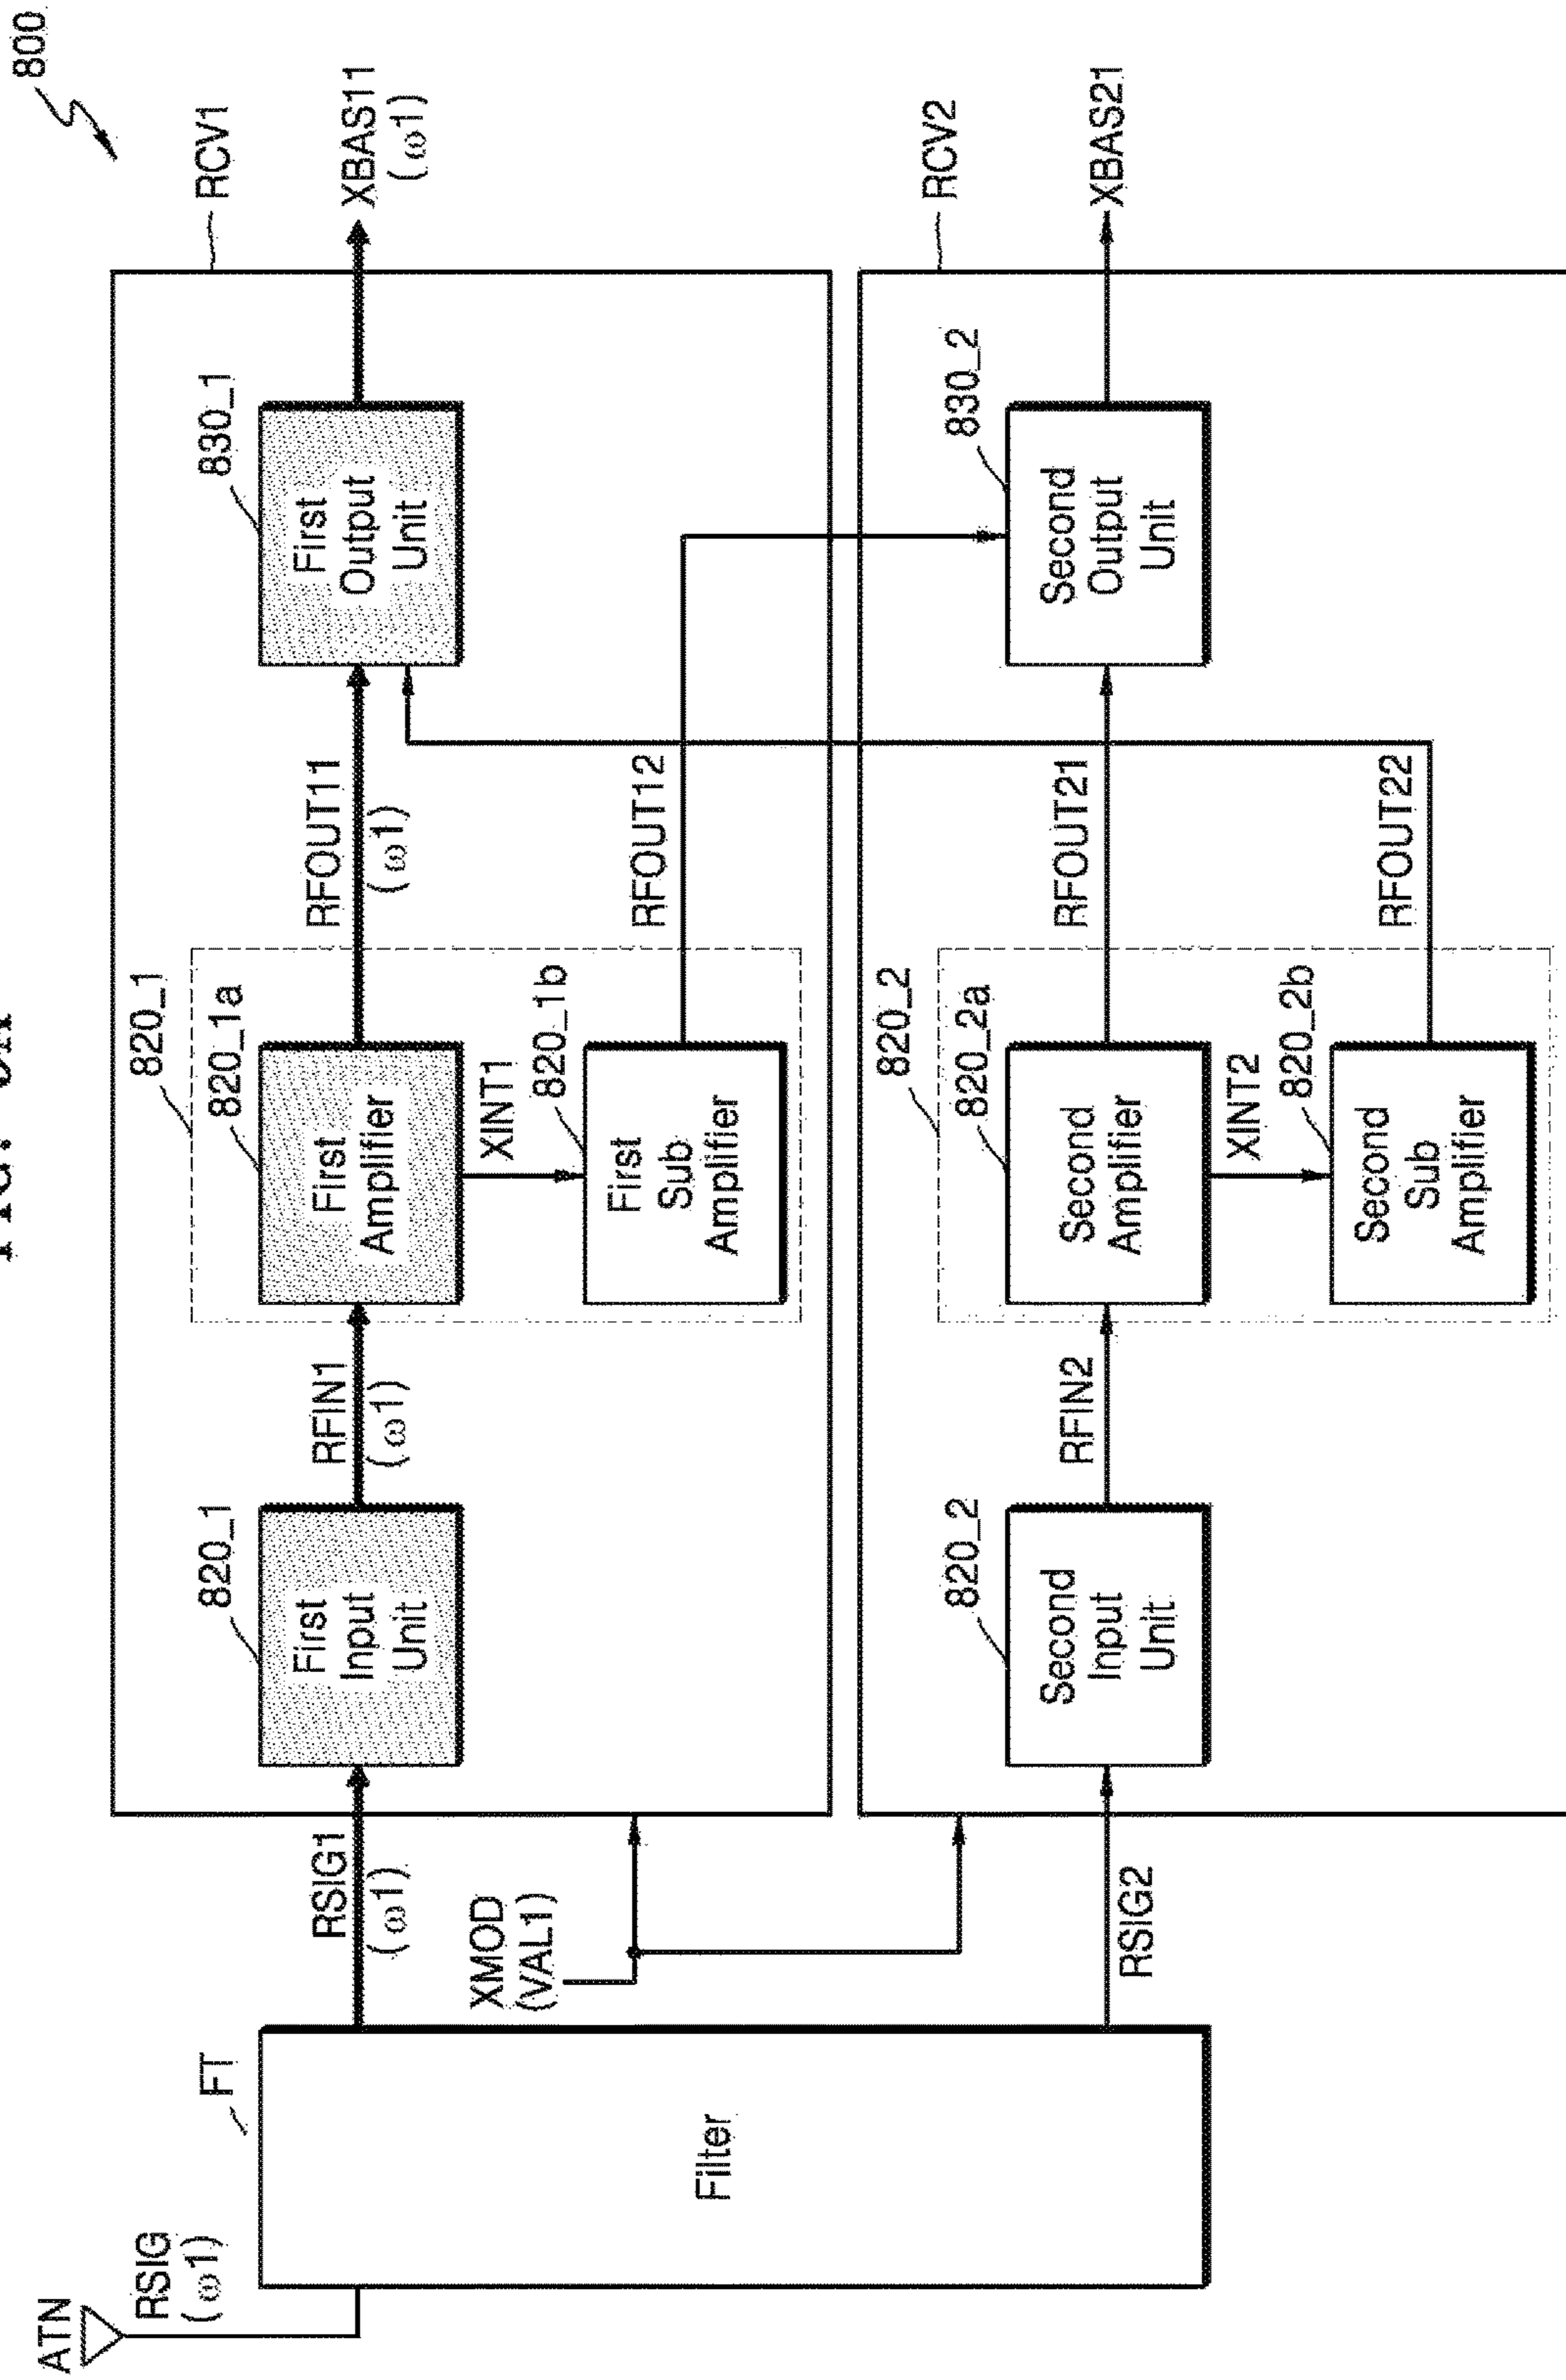 800
ATN
RSIG
(ω1)
FT
Filter
RSIG1
(ω1)
XMOD
(VAL1)
RSIG2
RCV1
820_1
First
Input
Unit
RFIN1
(ω1)
820_1
820_1a
First
Amplifier
XINT1
820_1b
First
Sub
Amplifier
RFOUT11
(ω1)
RFOUT12
830_1
First
Output
Unit
XBAS11
(ω1)
RCV2
820_2
Second
Input
Unit
RFIN2
820_2
820_2a
Second
Amplifier
XINT2
820_2b
Second
Sub
Amplifier
RFOUT21
RFOUT22
830_2
Second
Output
Unit
XBAS21